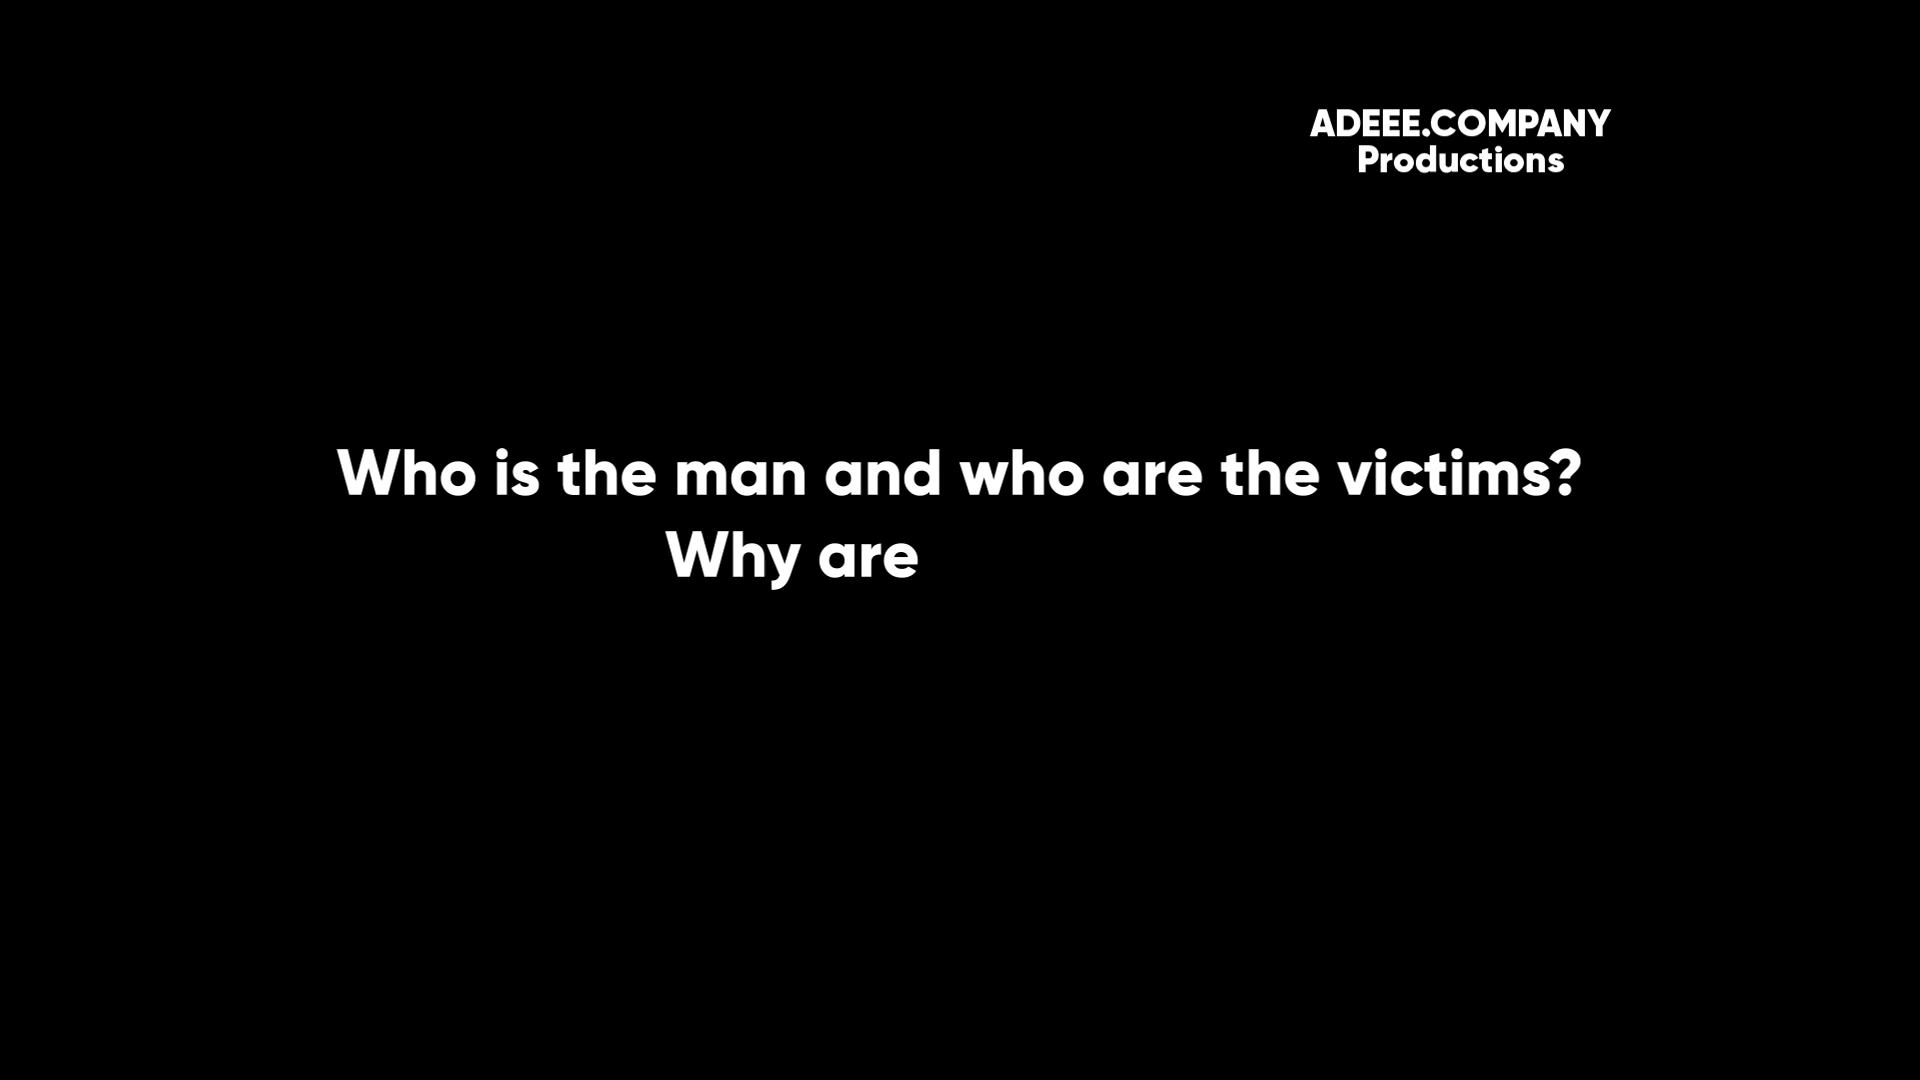 ADEEE.COMPANY
Productions
Who is the man and who are the victims?
Why are